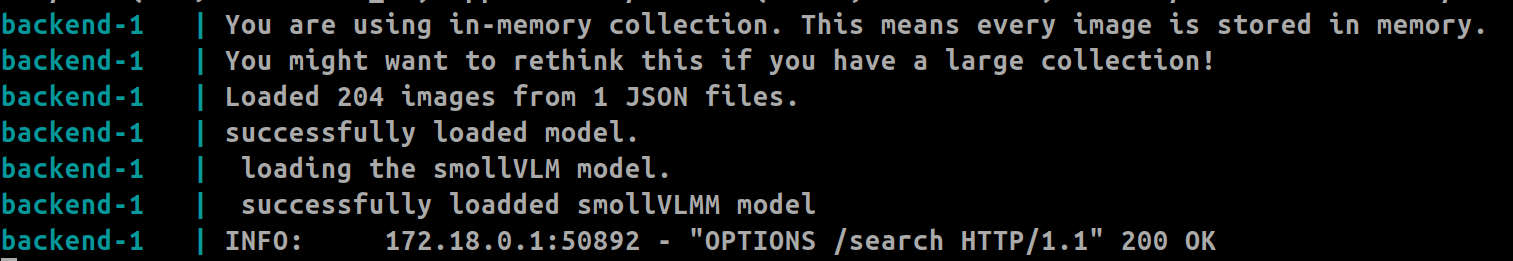 backend-1   | You are using in-memory collection. This means every image is stored in memory.
backend-1   | You might want to rethink this if you have a large collection!
backend-1   | Loaded 204 images from 1 JSON files.
backend-1   | successfully loaded model.
backend-1   |  loading the smollVLM model.
backend-1   |  successfully loadded smollVLMM model
backend-1   | INFO:     172.18.0.1:50892 - "OPTIONS /search HTTP/1.1" 200 OK